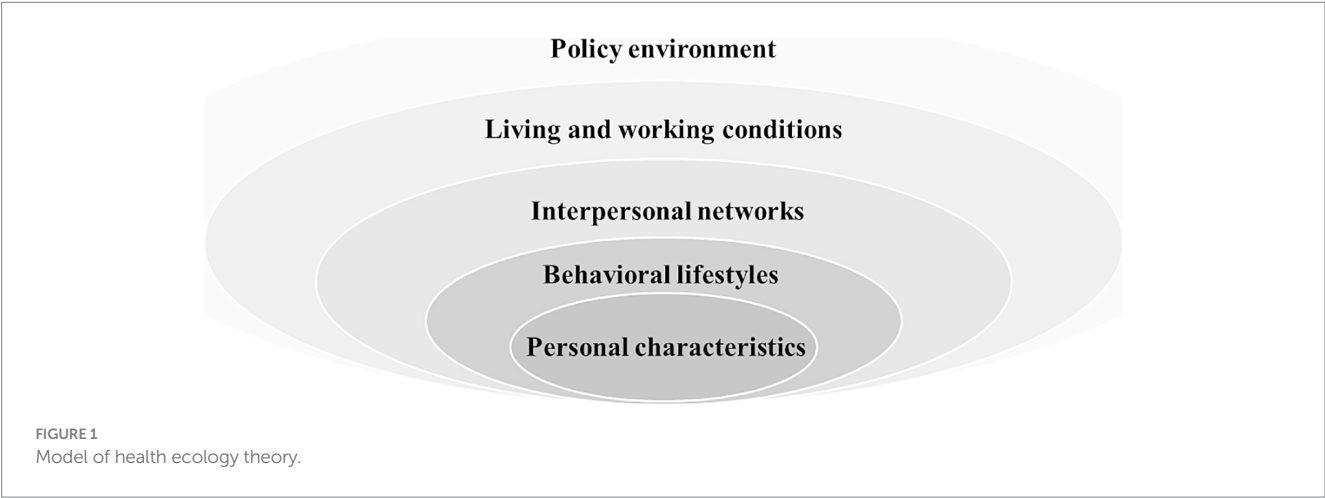 Policy environment
Living and working conditions
Interpersonal networks
Behavioral lifestyles
Personal characteristics
FIGURE 1
Model of health ecology theory.